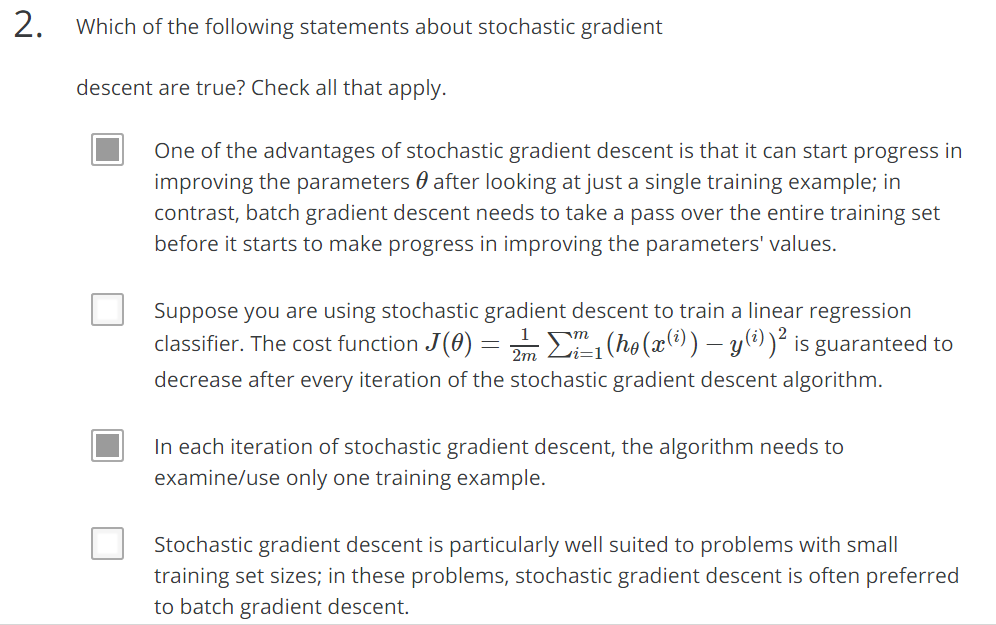 2. Which of the following statements about stochastic gradient
descent are true? Check all that apply.
One of the advantages of stochastic gradient descent is that it can start progress in
improving the parameters θ after looking at just a single training example; in
contrast, batch gradient descent needs to take a pass over the entire training set
before it starts to make progress in improving the parameters' values.
Suppose you are using stochastic gradient descent to train a linear regression
classifier. The cost function J(θ) = 1/2m ∑ᵐᵢ₌₁(hθ(x⁽ⁱ⁾) − y⁽ⁱ⁾)² is guaranteed to
decrease after every iteration of the stochastic gradient descent algorithm.
In each iteration of stochastic gradient descent, the algorithm needs to
examine/use only one training example.
Stochastic gradient descent is particularly well suited to problems with small
training set sizes; in these problems, stochastic gradient descent is often preferred
to batch gradient descent.